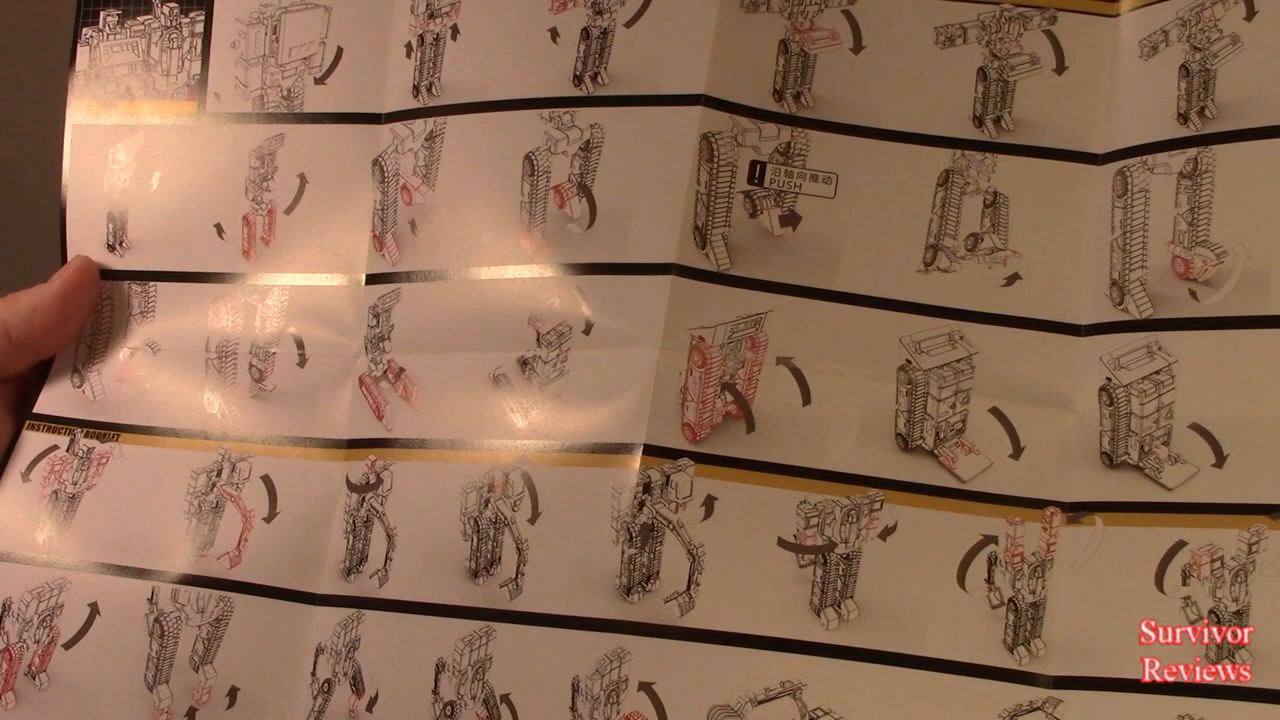 ! 沿轴向推动
PUSH
INSTRUCTION BOOKLET
Survivor
Reviews